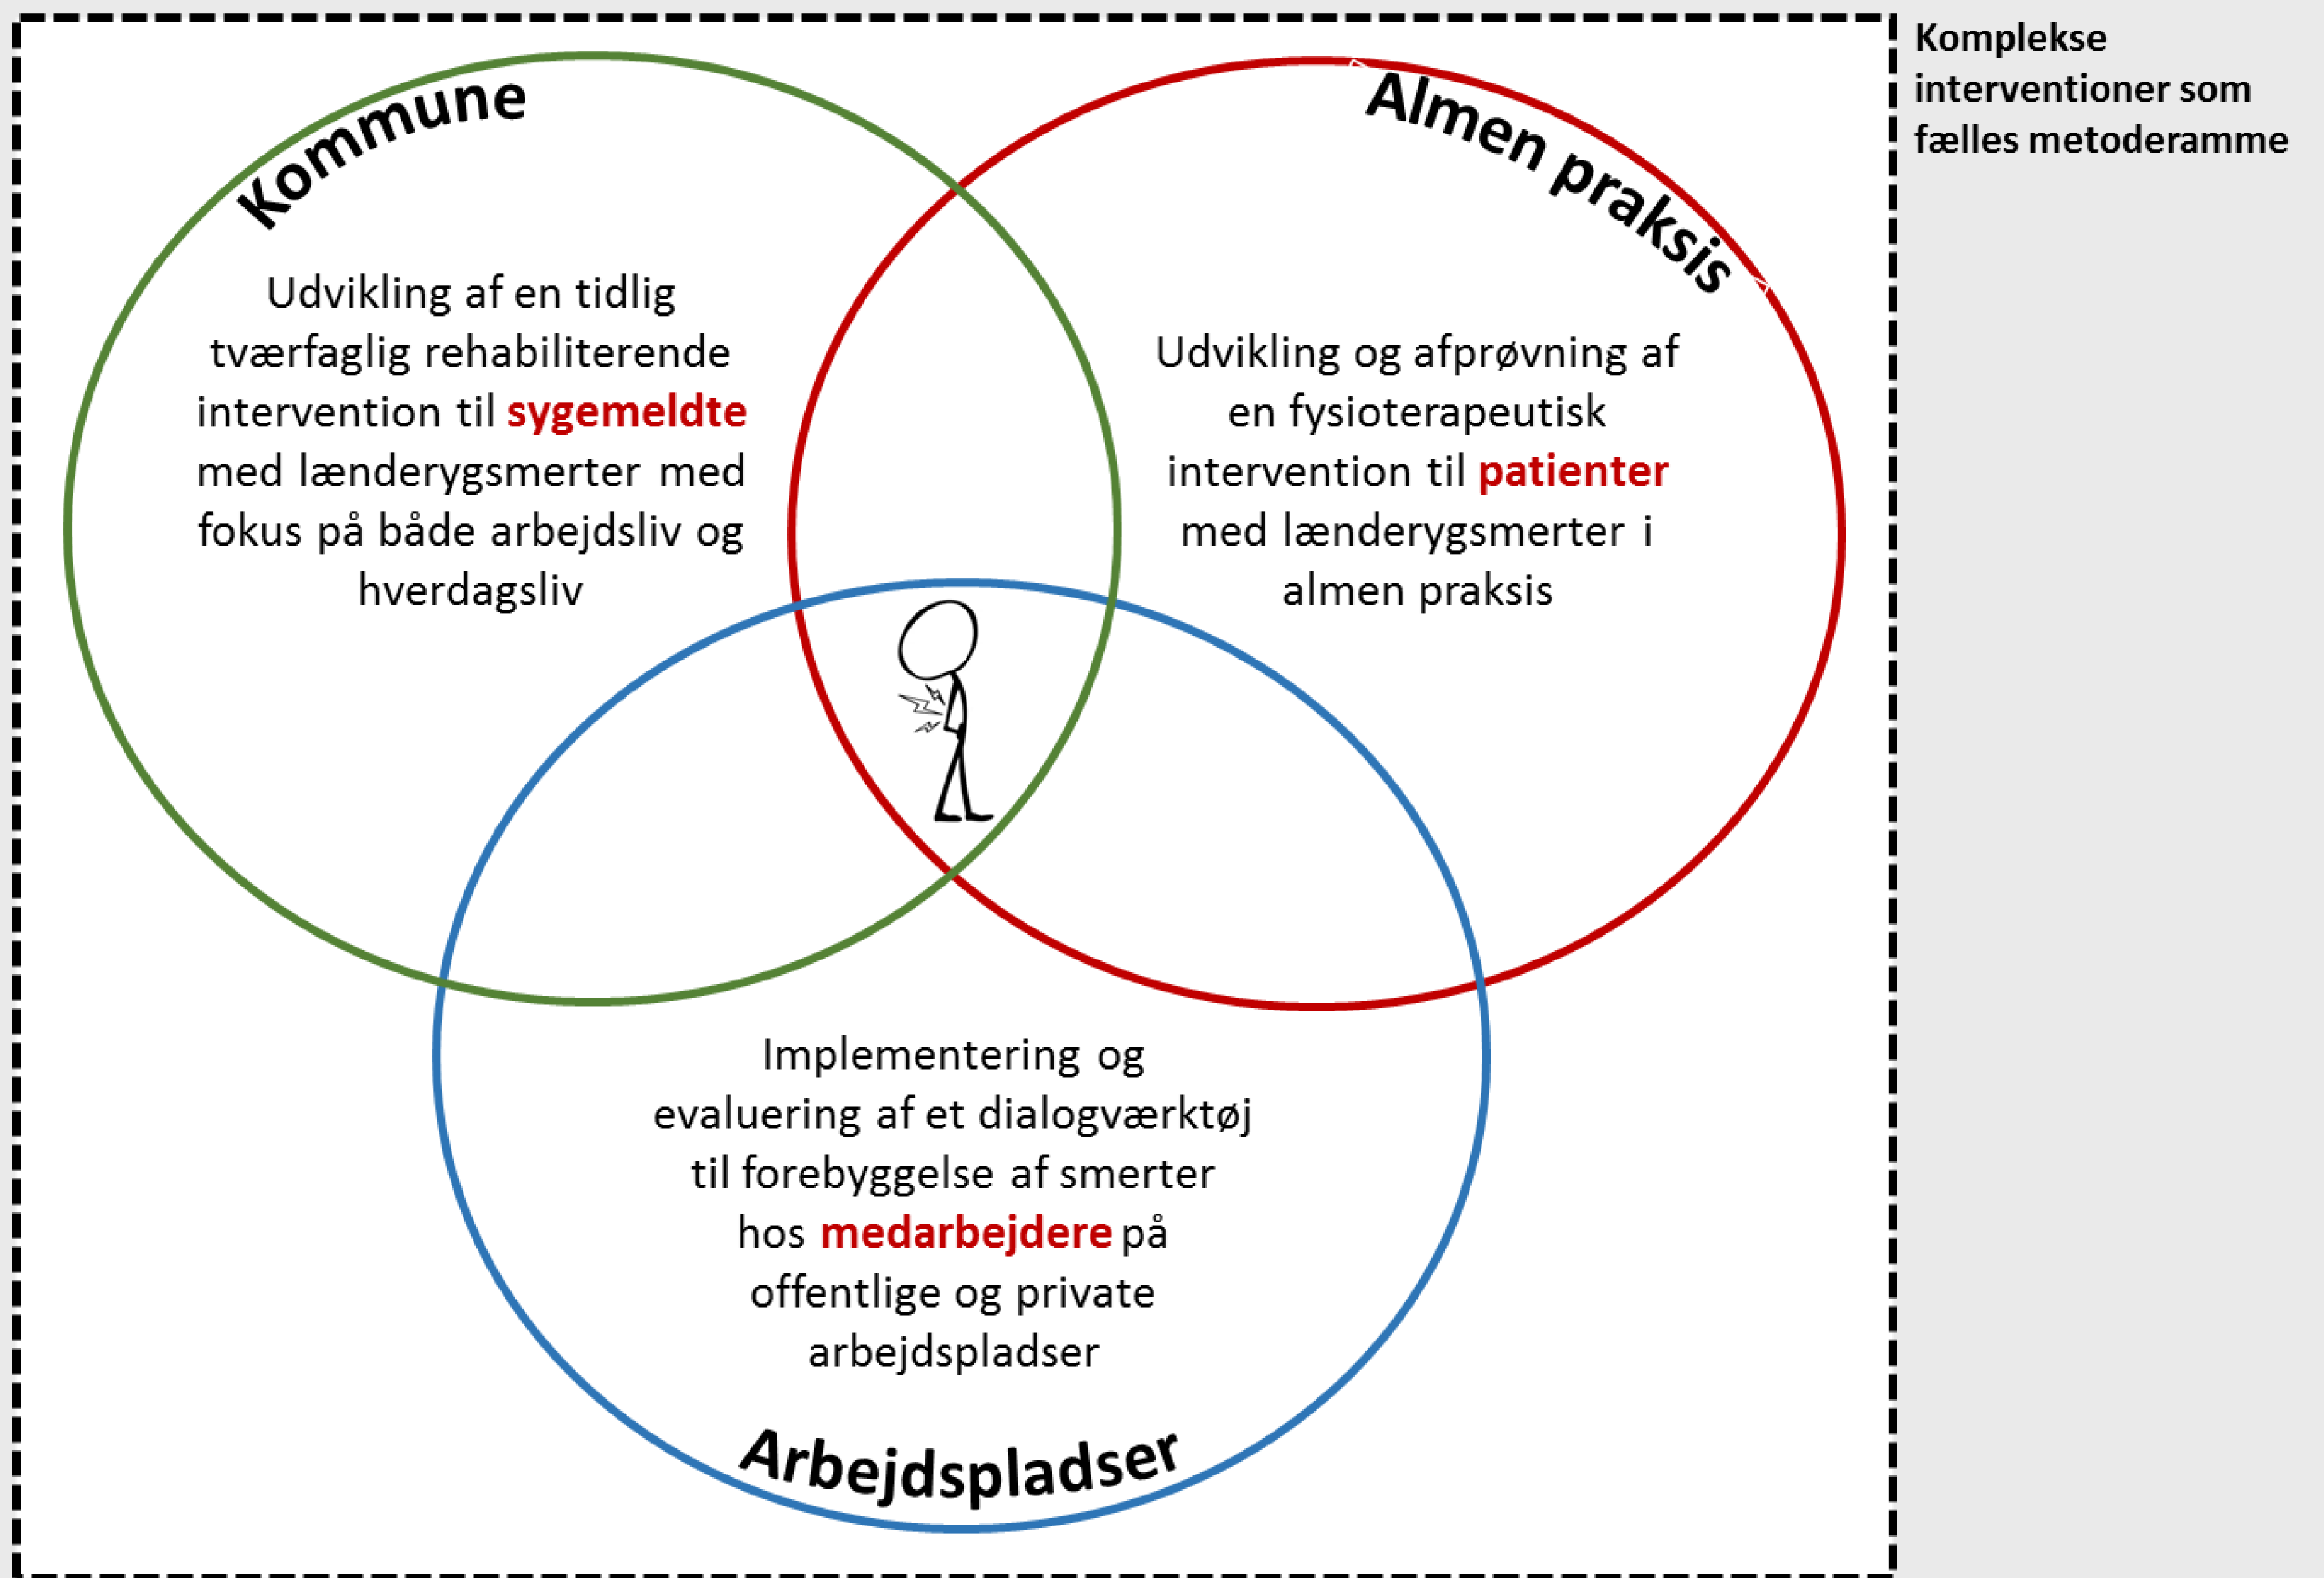 Kommune
Udvikling af en tidlig
tværfaglig rehabiliterende
intervention til sygemeldte
med lænderygsmerter med
fokus på både arbejdsliv og
hverdagsliv
Almen praksis
Udvikling og afprøvning af
en fysioterapeutisk
intervention til patienter
med lænderygsmerter i
almen praksis
Implementering og
evaluering af et dialogværktøj
til forebyggelse af smerter
hos medarbejdere på
offentlige og private
arbejdspladser
Arbejdspladser
Komplekse
interventioner som
fælles metoderamme